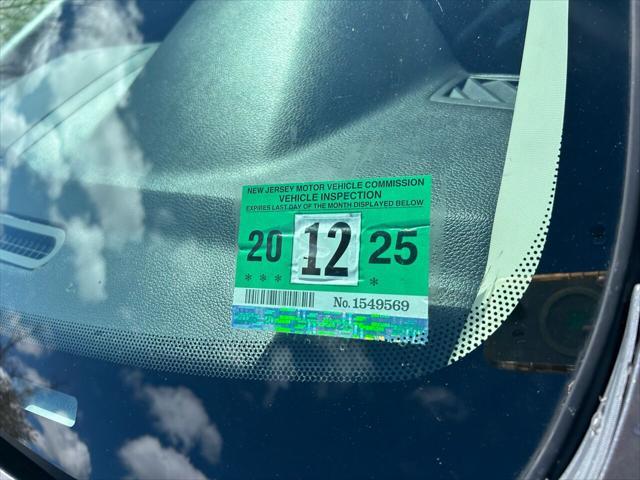 NEW JERSEY MOTOR VEHICLE COMMISSION
VEHICLE INSPECTION
EXPIRES LAST DAY OF THE MONTH DISPLAYED BELOW
20 12 25
* * * *
No. 1549569